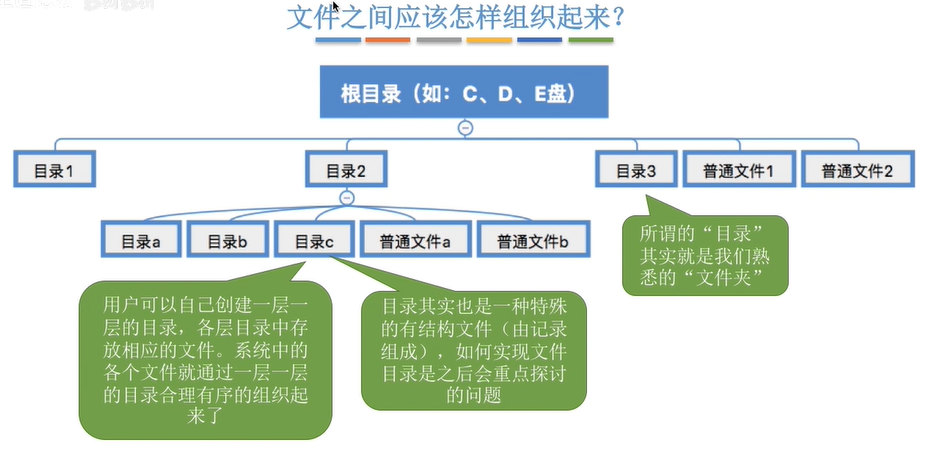 文件之间应该怎样组织起来？
根目录（如：C、D、E盘）
目录1
目录2
目录3
普通文件1
普通文件2
目录a
目录b
目录c
普通文件a
普通文件b
所谓的“目录”
其实就是我们熟
悉的“文件夹”
用户可以自己创建一层一
层的目录，各层目录中存
放相应的文件。系统中的
各个文件就通过一层一层
的目录合理有序的组织起
来了
目录其实也是一种特殊
的有结构文件（由记录
组成），如何实现文件
目录是之后会重点探讨
的问题